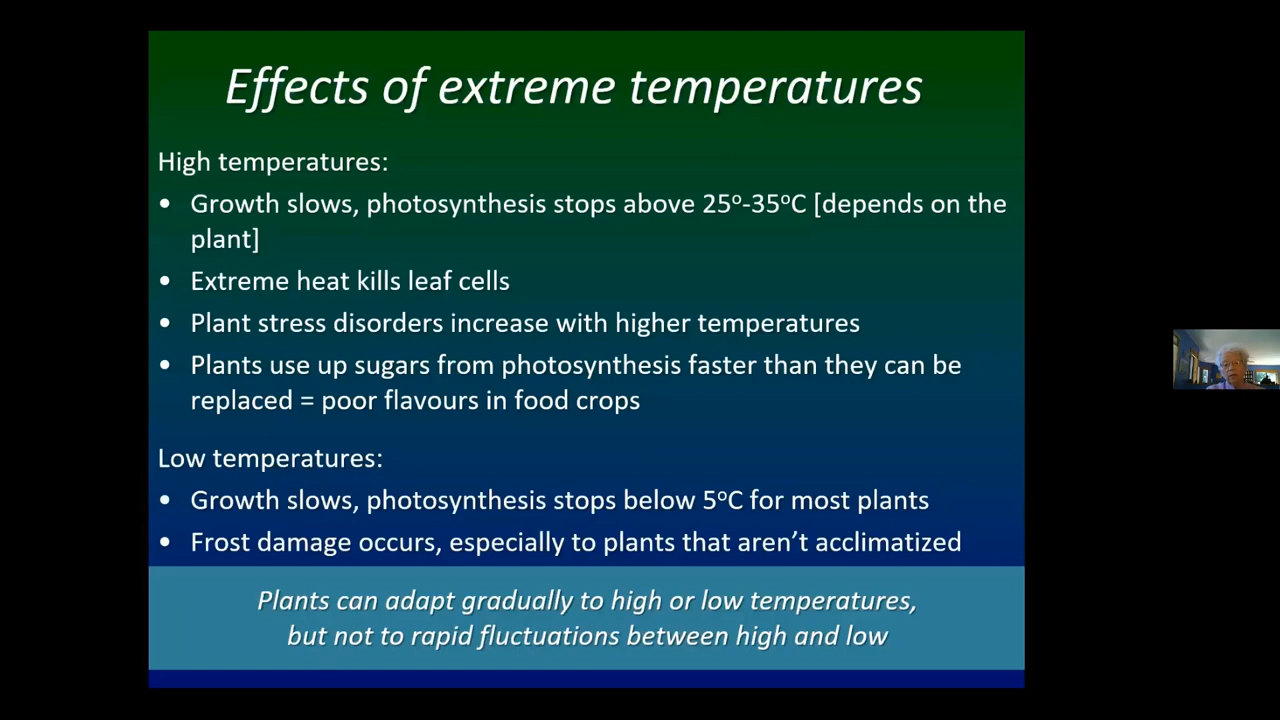 Effects of extreme temperatures
High temperatures:
• Growth slows, photosynthesis stops above 25º-35ºC [depends on the
plant]
• Extreme heat kills leaf cells
• Plant stress disorders increase with higher temperatures
• Plants use up sugars from photosynthesis faster than they can be
replaced = poor flavours in food crops
Low temperatures:
• Growth slows, photosynthesis stops below 5ºC for most plants
• Frost damage occurs, especially to plants that aren’t acclimatized
Plants can adapt gradually to high or low temperatures,
but not to rapid fluctuations between high and low